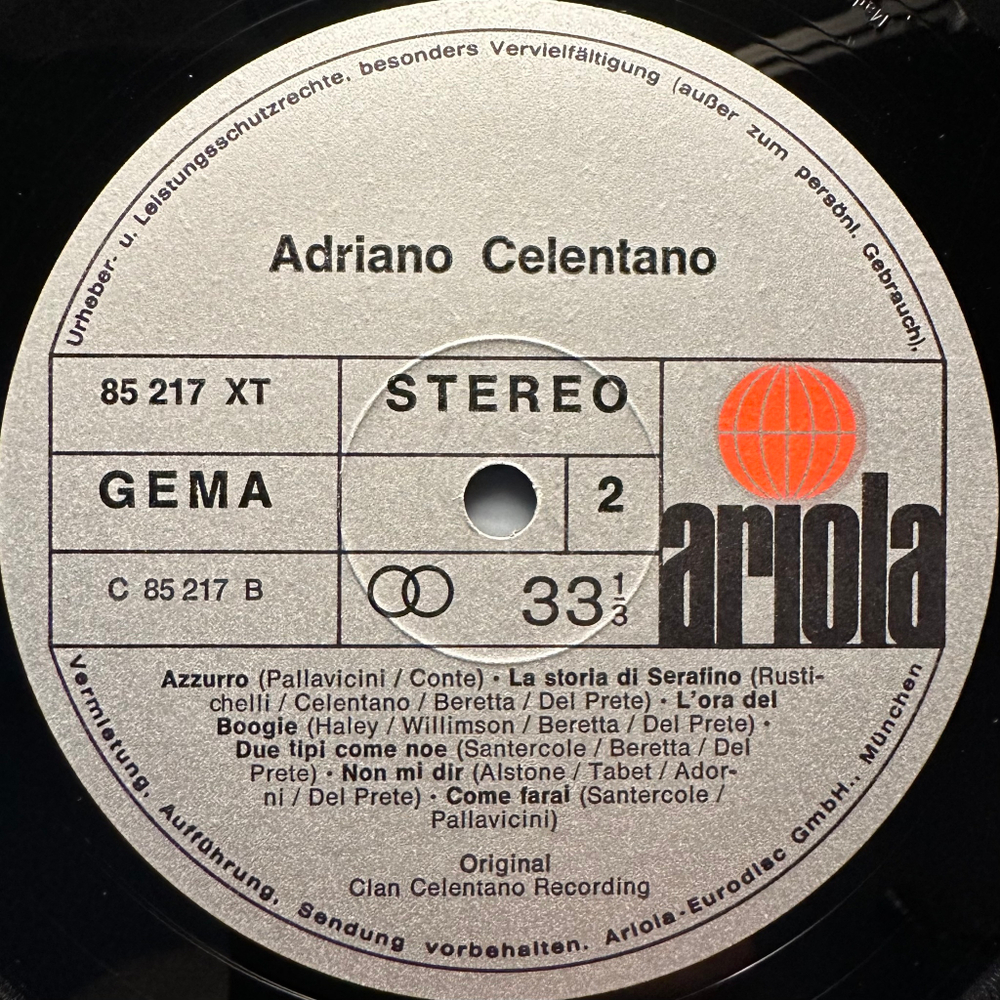 Urheber- u. Leistungsschutzrechte, besonders Vervielfältigung (außer zum persönl. Gebrauch),
Adriano Celentano
85 217 XT
STEREO
GEMA
2
C 85 217 B
33 1/3
ariola
Azzurro (Pallavicini / Conte) · La storia di Serafino (Rusti-
chelli / Celentano / Beretta / Del Prete) · L'ora del
Boogie (Haley / Willimson / Beretta / Del Prete) ·
Due tipi come noe (Santercole / Beretta / Del
Prete) · Non mi dir (Alstone / Tabet / Ador-
ni / Del Prete) · Come farai (Santercole /
Pallavicini)
Original
Clan Celentano Recording
Vermietung, Aufführung, Sendung vorbehalten. Ariola-Eurodisc GmbH., München